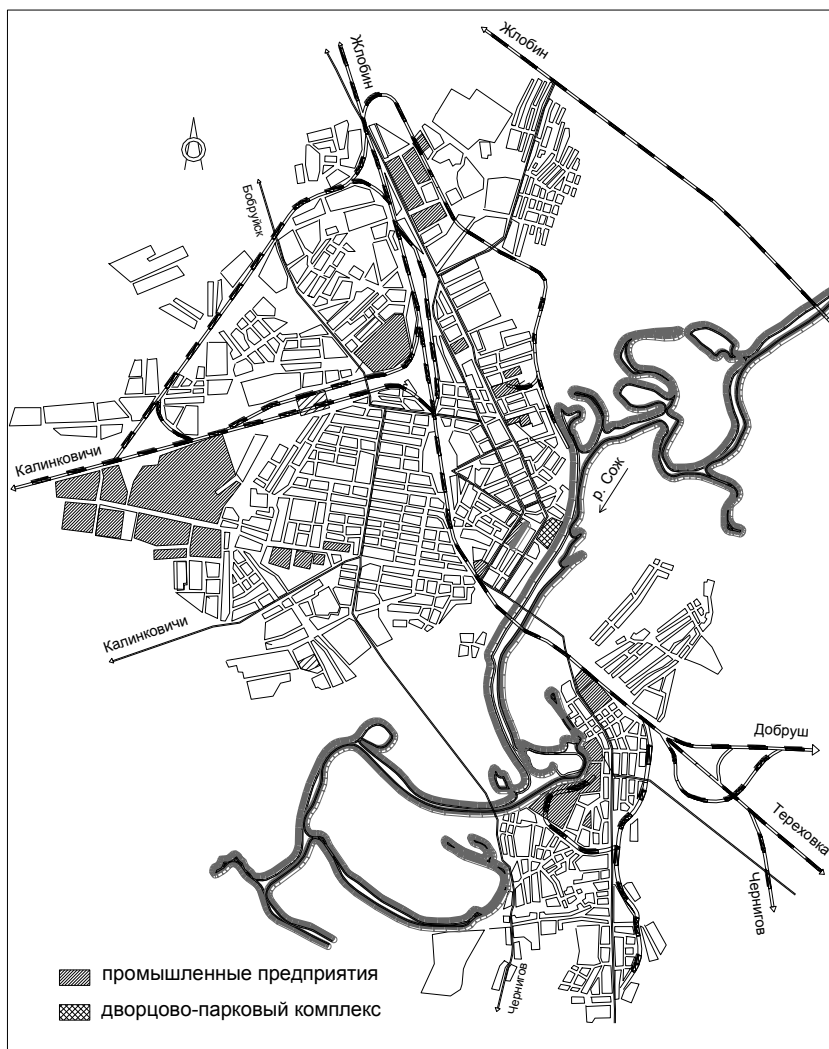 Жлобин
Жлобин
Бобруйск
р. Сож
Калинковичи
Калинковичи
Добруш
Тереховка
Чернигов
Чернигов
промышленные предприятия
дворцово-парковый комплекс